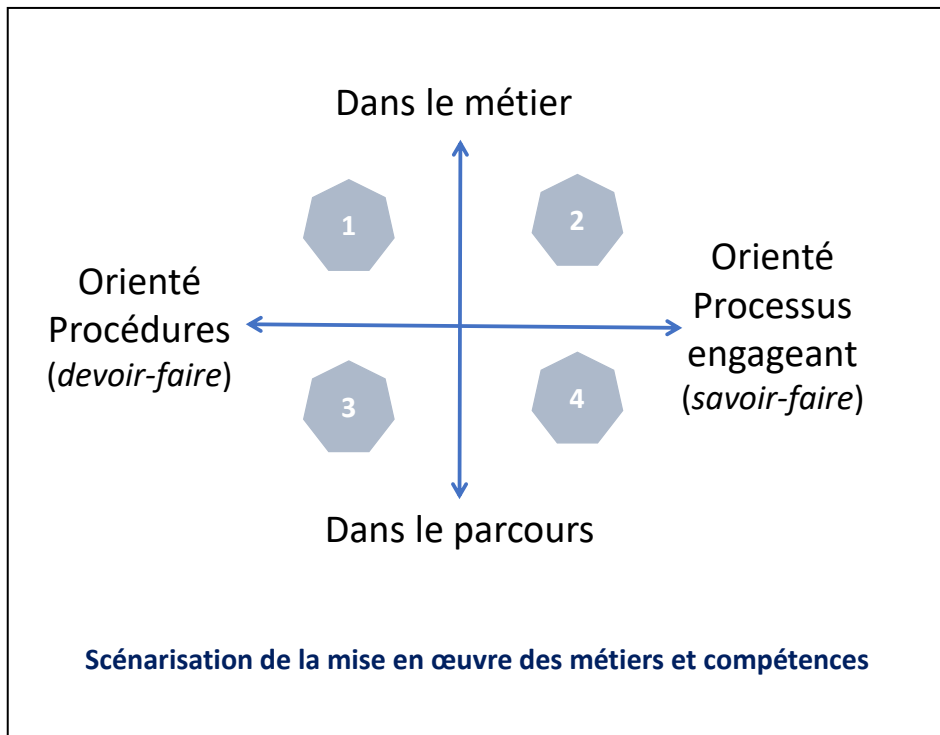 Dans le métier
1
2
Orienté
Procédures
(devoir-faire)
Orienté
Processus
engageant
(savoir-faire)
3
4
Dans le parcours
Scénarisation de la mise en œuvre des métiers et compétences